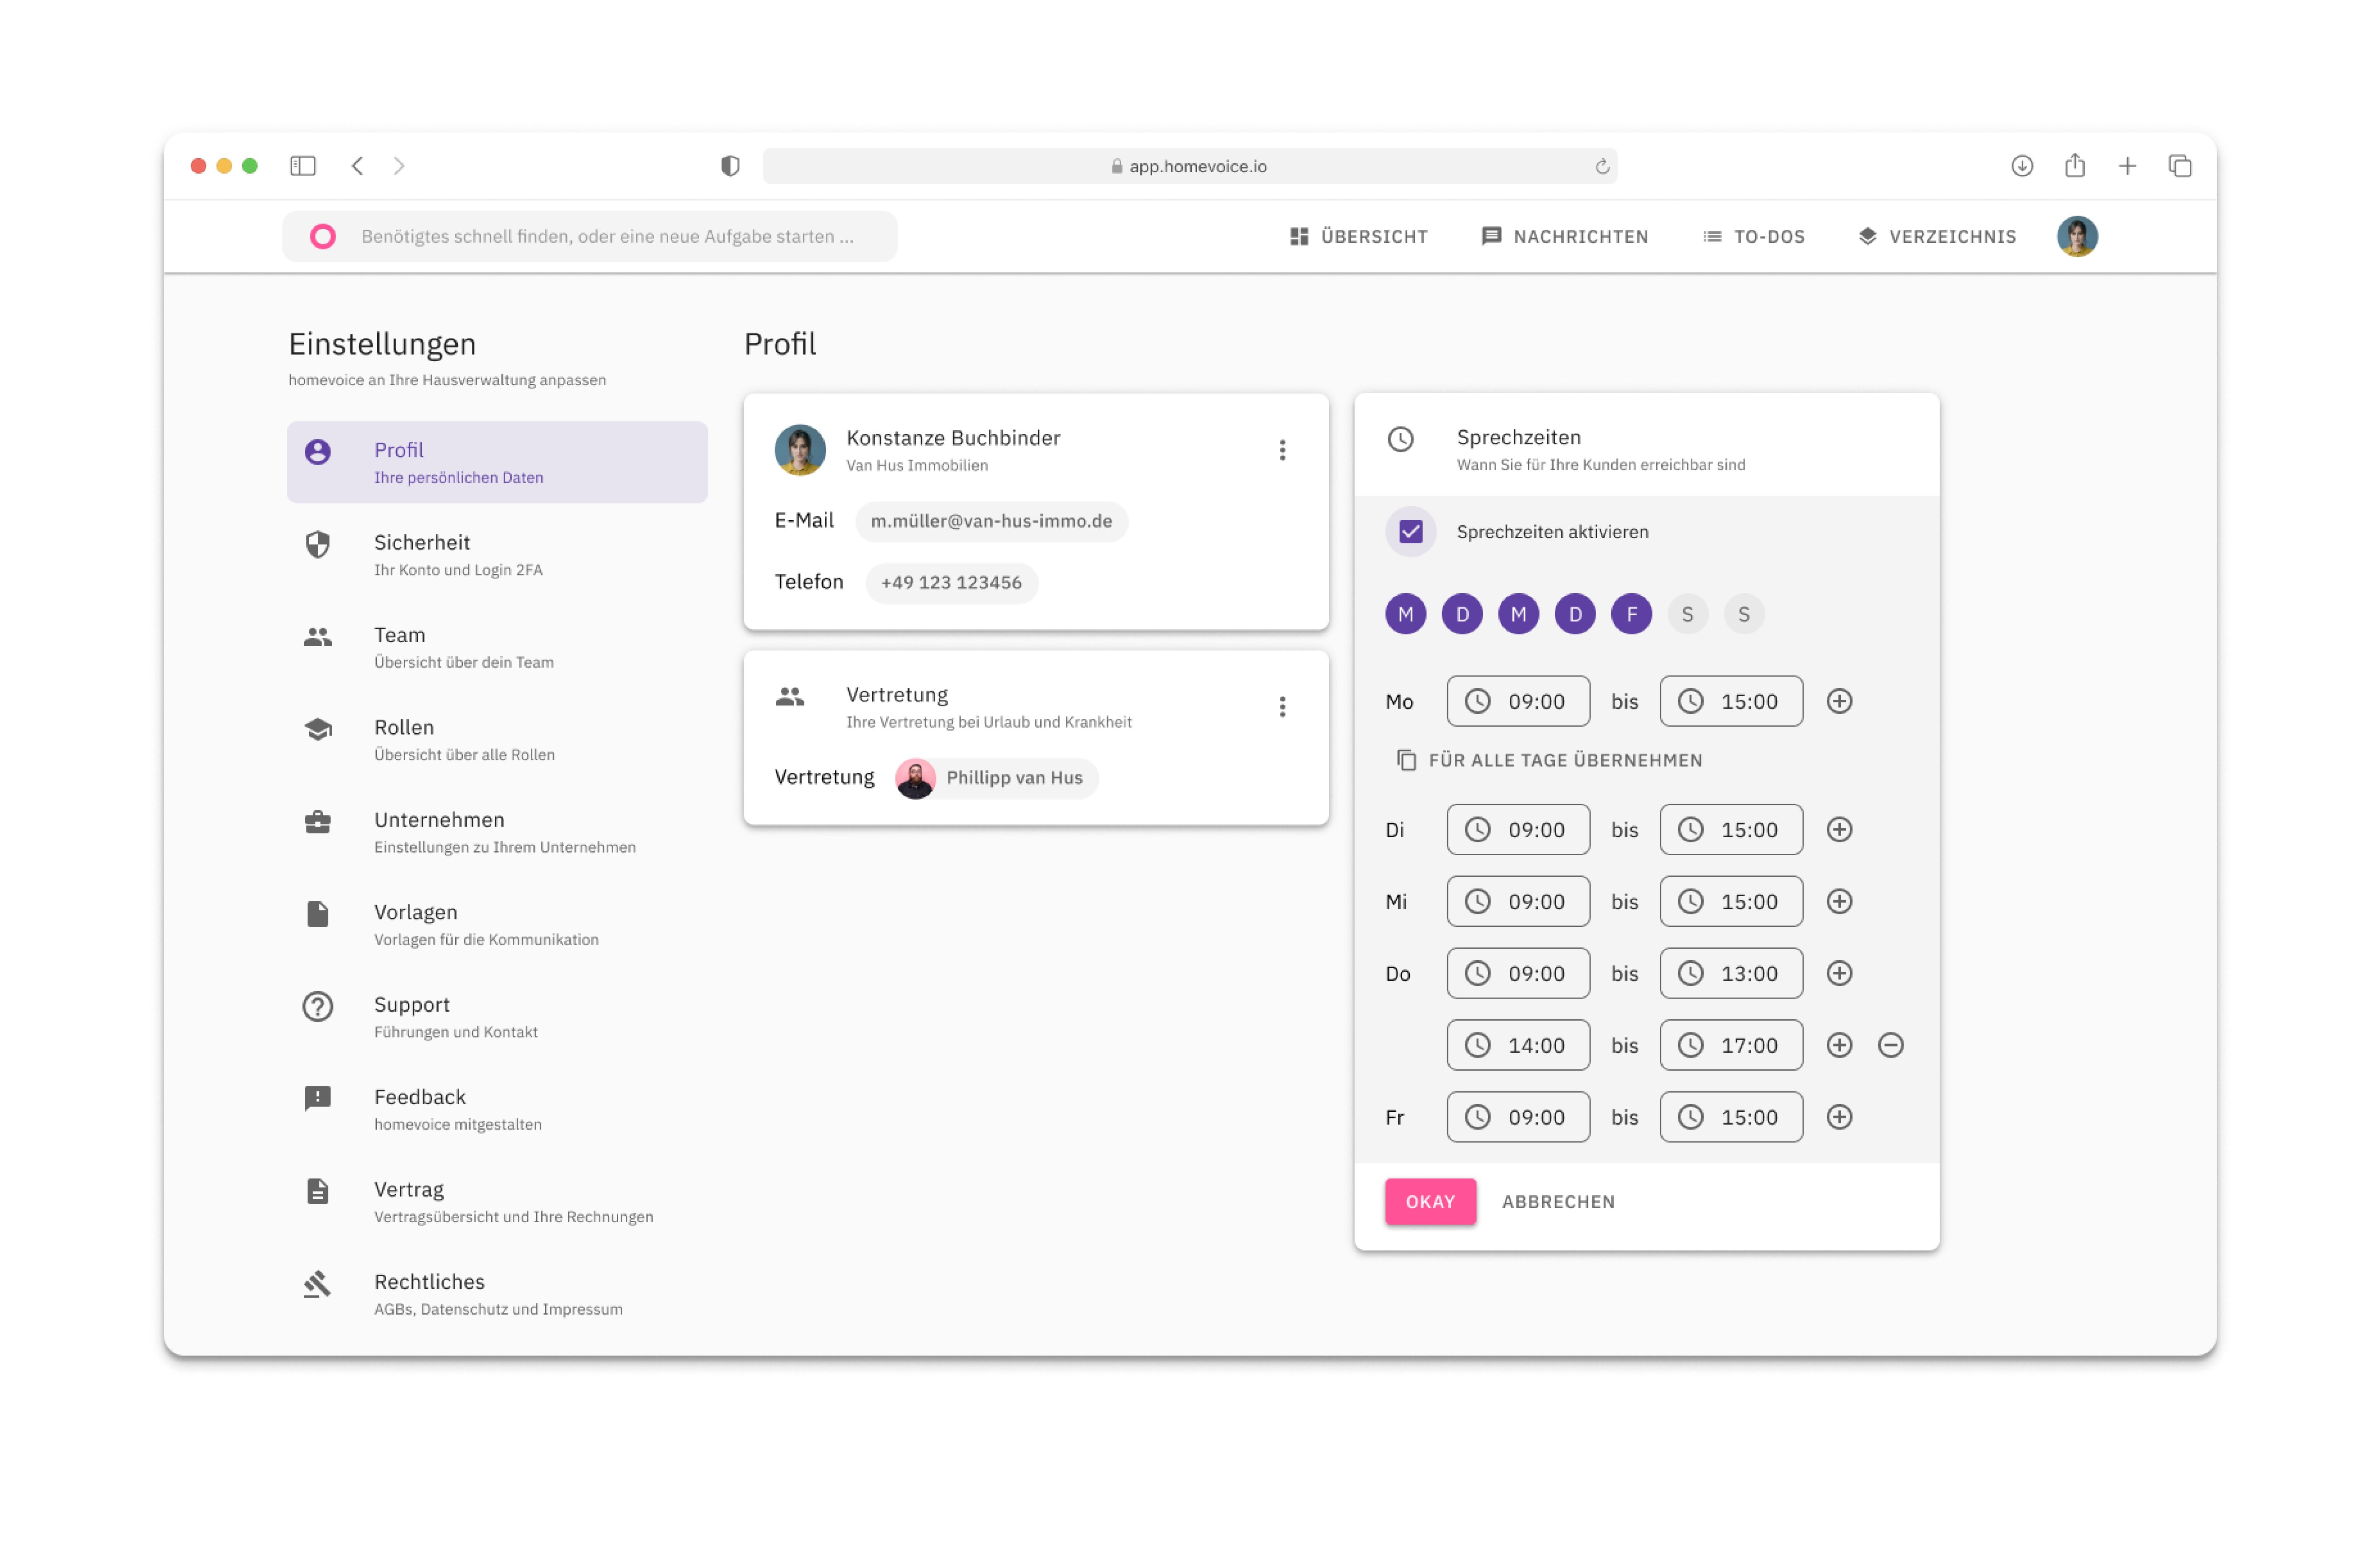 app.homevoice.io
Benötigtes schnell finden, oder eine neue Aufgabe starten ...
ÜBERSICHT
NACHRICHTEN
TO-DOS
VERZEICHNIS
Einstellungen
homevoice an Ihre Hausverwaltung anpassen
Profil
Ihre persönlichen Daten
Sicherheit
Ihr Konto und Login 2FA
Team
Übersicht über dein Team
Rollen
Übersicht über alle Rollen
Unternehmen
Einstellungen zu Ihrem Unternehmen
Vorlagen
Vorlagen für die Kommunikation
Support
Führungen und Kontakt
Feedback
homevoice mitgestalten
Vertrag
Vertragsübersicht und Ihre Rechnungen
Rechtliches
AGBs, Datenschutz und Impressum
Profil
Konstanze Buchbinder
Van Hus Immobilien
E-Mail m.müller@van-hus-immo.de
Telefon +49 123 123456
Vertretung
Ihre Vertretung bei Urlaub und Krankheit
Vertretung Phillipp van Hus
Sprechzeiten
Wann Sie für Ihre Kunden erreichbar sind
Sprechzeiten aktivieren
M D M D F S S
Mo 09:00 bis 15:00
FÜR ALLE TAGE ÜBERNEHMEN
Di 09:00 bis 15:00
Mi 09:00 bis 15:00
Do 09:00 bis 13:00
14:00 bis 17:00
Fr 09:00 bis 15:00
OKAY ABBRECHEN